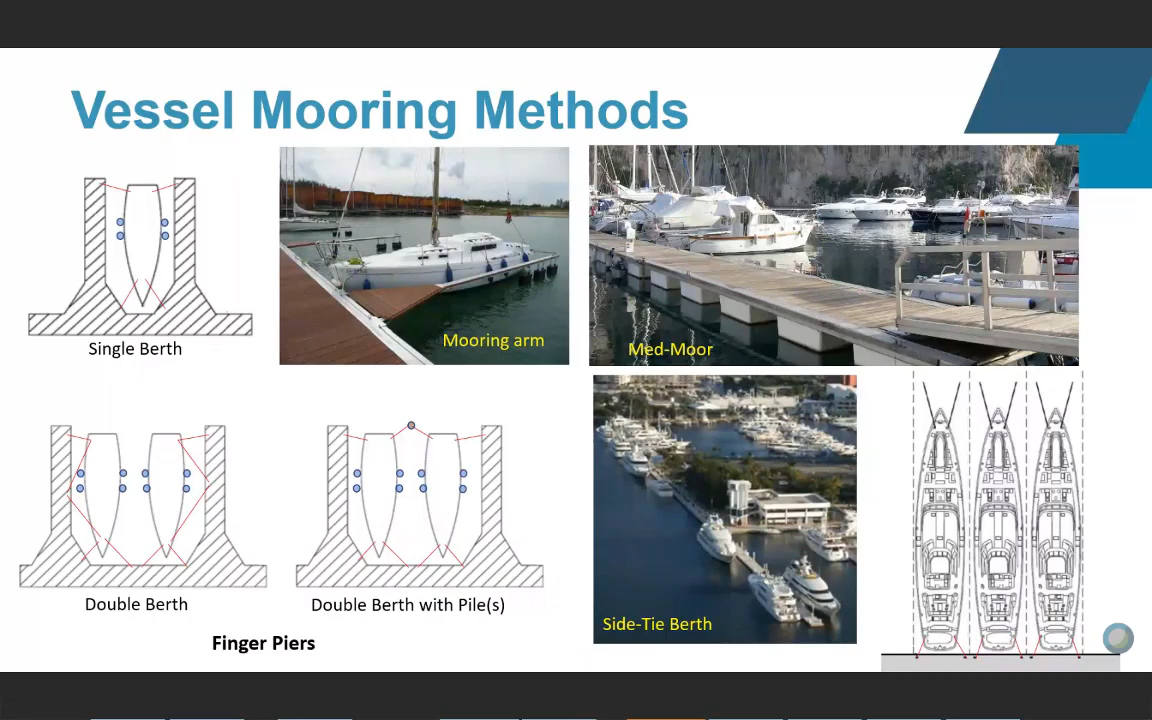 Vessel Mooring Methods
Single Berth
Mooring arm
Med-Moor
Double Berth
Double Berth with Pile(s)
Finger Piers
Side-Tie Berth